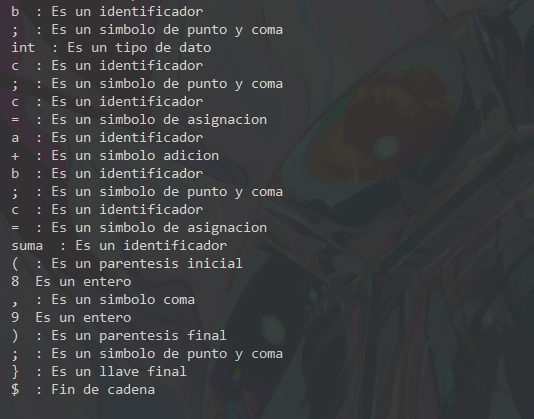 b  : Es un identificador
;  : Es un simbolo de punto y coma
int  : Es un tipo de dato
c  : Es un identificador
;  : Es un simbolo de punto y coma
c  : Es un identificador
=  : Es un simbolo de asignacion
a  : Es un identificador
+  : Es un simbolo adicion
b  : Es un identificador
;  : Es un simbolo de punto y coma
c  : Es un identificador
=  : Es un simbolo de asignacion
suma  : Es un identificador
(  : Es un parentesis inicial
8  Es un entero
,  : Es un simbolo coma
9  Es un entero
)  : Es un parentesis final
;  : Es un simbolo de punto y coma
}  : Es un llave final
$  : Fin de cadena